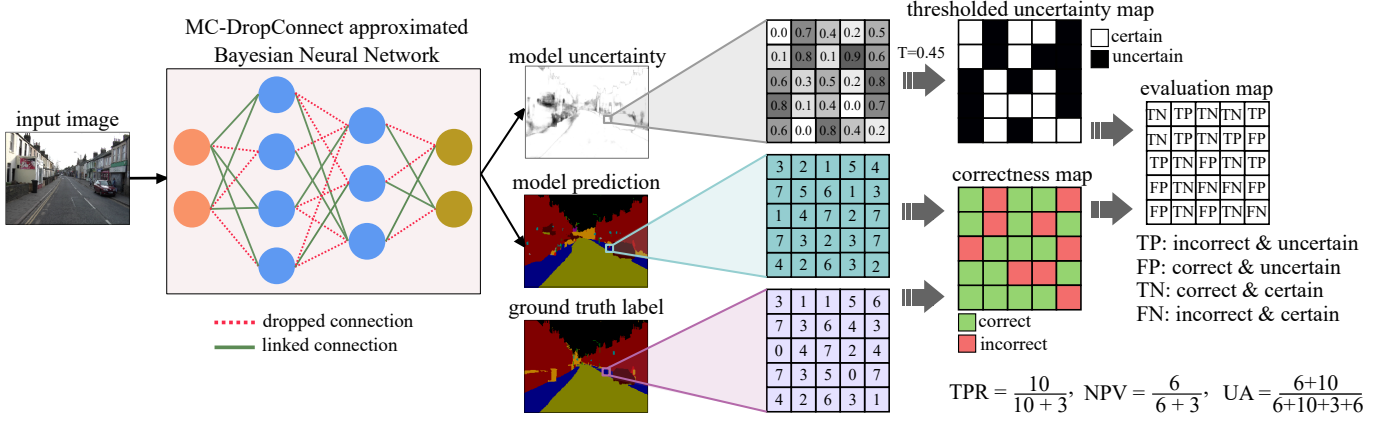 MC-DropConnect approximated
Bayesian Neural Network
input image
dropped connection
linked connection
model uncertainty
model prediction
ground truth label
0.0 0.7 0.4 0.2 0.5
0.1 0.8 0.1 0.9 0.6
0.6 0.3 0.5 0.2 0.8
0.8 0.1 0.4 0.0 0.7
0.6 0.0 0.8 0.4 0.2
3 2 1 5 4
7 5 6 1 3
1 4 7 2 7
7 3 2 3 7
4 2 6 3 2
3 1 1 5 6
7 3 6 4 3
0 4 7 2 4
7 3 5 0 7
4 2 6 3 1
T=0.45
thresholded uncertainty map
certain
uncertain
correctness map
correct
incorrect
evaluation map
TN TP TN TN TP
TN TP TN TP FP
TP TN FP TN TP
FP TN FN FN FP
FP TN FP TN FN
TP: incorrect & uncertain
FP: correct & uncertain
TN: correct & certain
FN: incorrect & certain
TPR = 10 / 10 + 3, NPV = 6 / 6 + 3, UA = 6+10 / 6+10+3+6